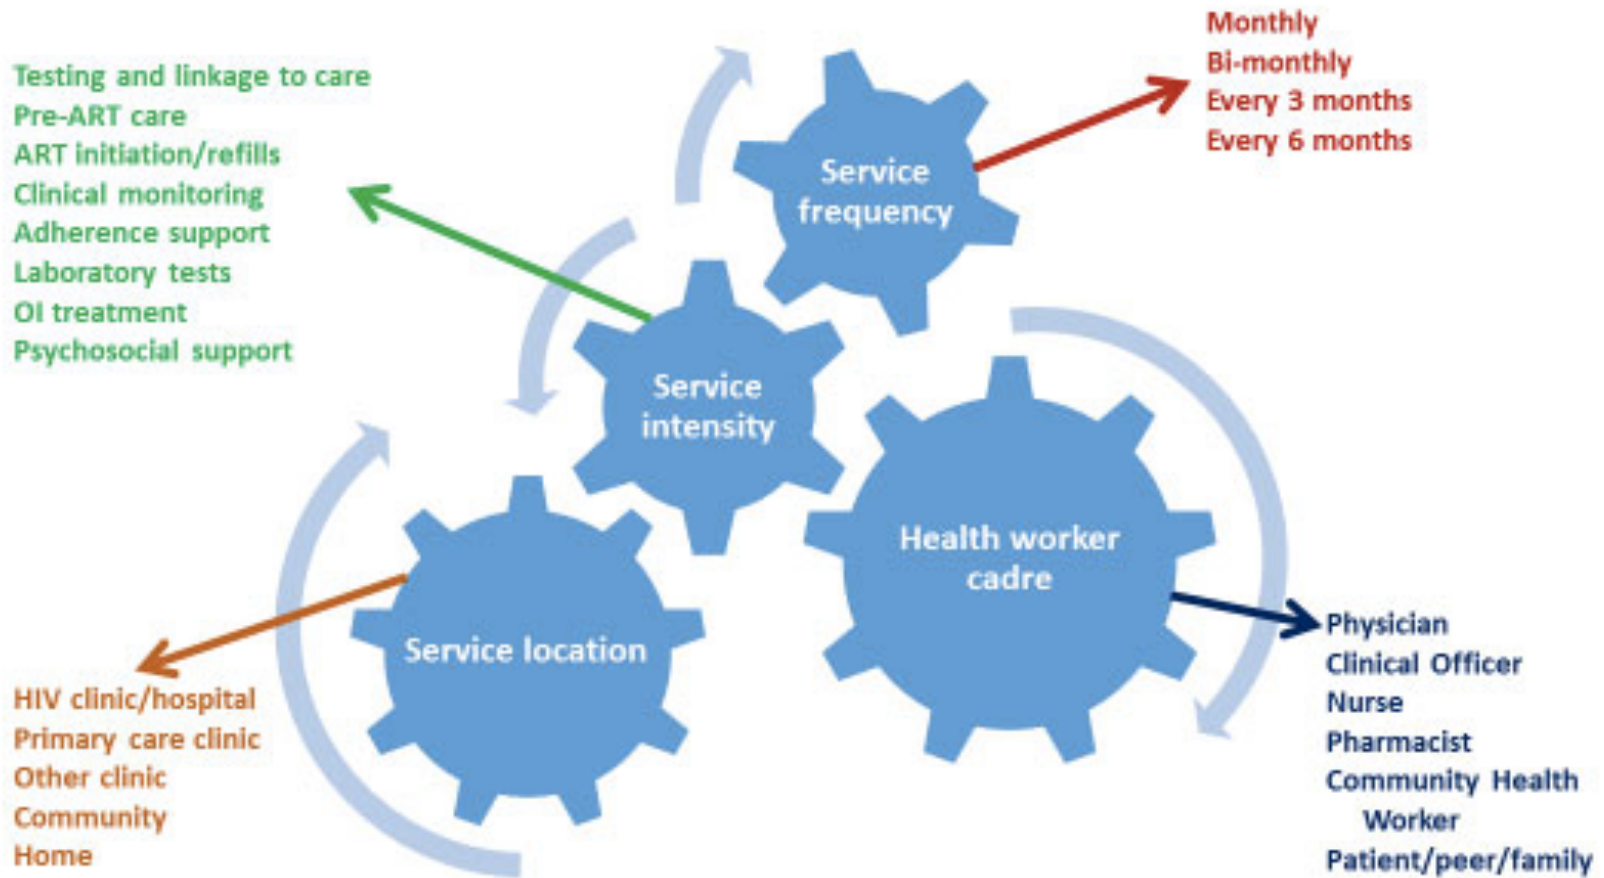 Testing and linkage to care
Pre-ART care
ART initiation/refills
Clinical monitoring
Adherence support
Laboratory tests
OI treatment
Psychosocial support
Monthly
Bi-monthly
Every 3 months
Every 6 months
Service
frequency
Service
intensity
Health worker
cadre
Service location
HIV clinic/hospital
Primary care clinic
Other clinic
Community
Home
Physician
Clinical Officer
Nurse
Pharmacist
Community Health
Worker
Patient/peer/family